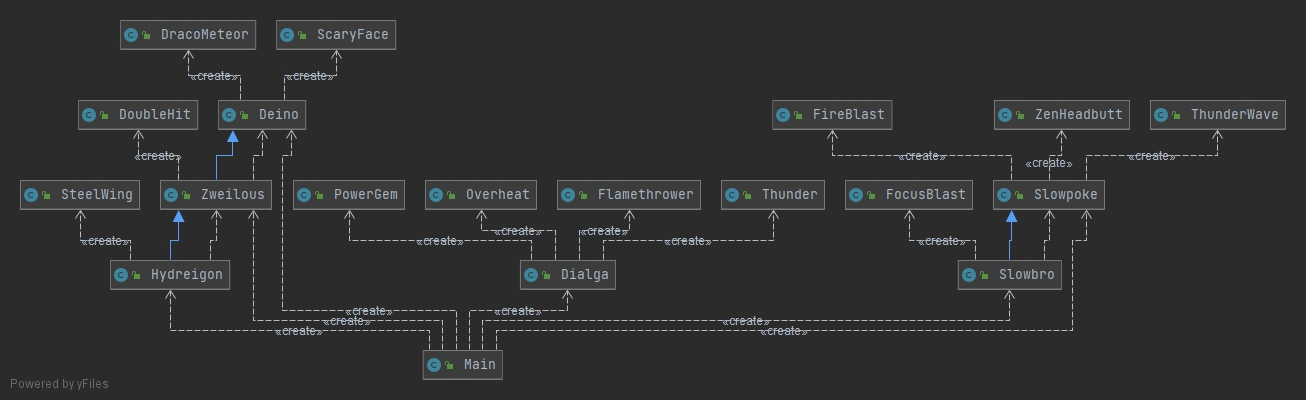 DracoMeteor ScaryFace
«create» «create»
DoubleHit Deino FireBlast ZenHeadbutt ThunderWave
«create» «create» «create» «create»
SteelWing Zweilous PowerGem Overheat Flamethrower Thunder FocusBlast Slowpoke
«create» «create» «create» «create» «create» «create»
Hydreigon Dialga Slowbro
«create» «create»
«create» «create»
«create» «create»
Main
Powered by yFiles